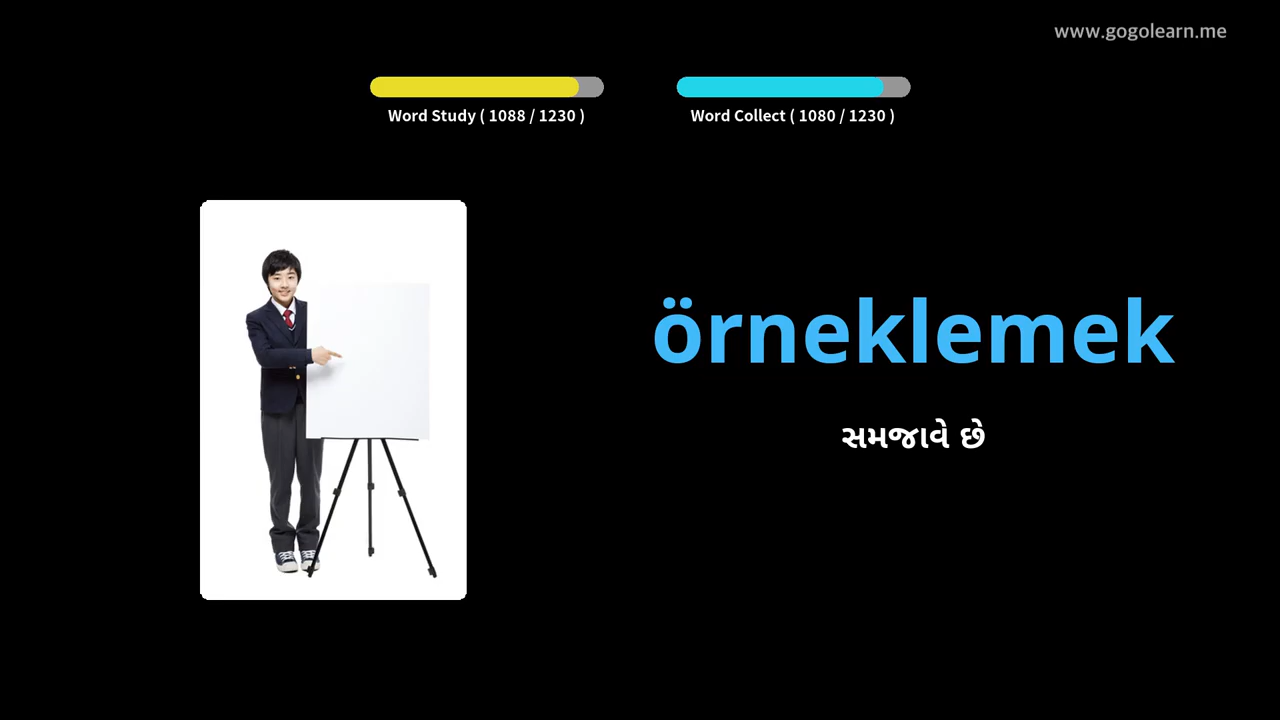 www.gogolearn.me
Word Study ( 1088 / 1230 )
Word Collect ( 1080 / 1230 )
örneklemek
સમજાવે છે